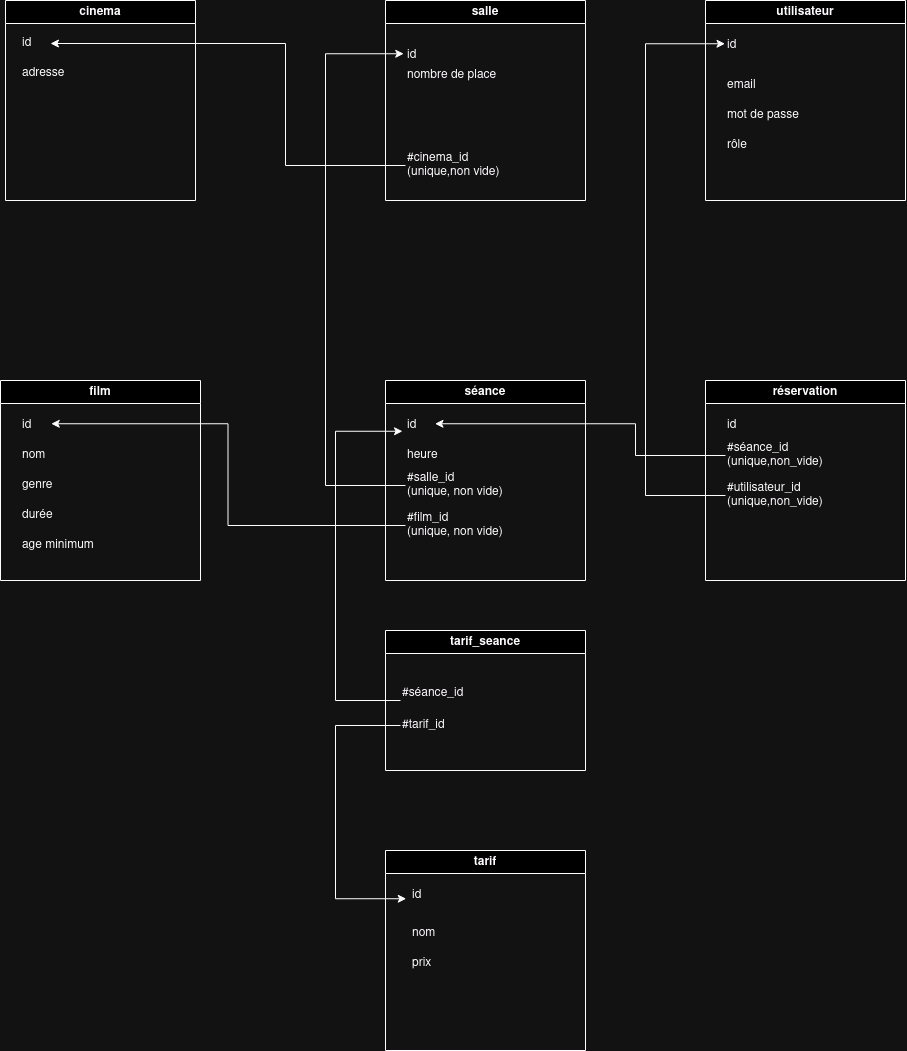 cinema
id
adresse
salle
id
nombre de place
#cinema_id
(unique,non vide)
utilisateur
id
email
mot de passe
rôle
film
id
nom
genre
durée
age minimum
séance
id
heure
#salle_id
(unique, non vide)
#film_id
(unique, non vide)
réservation
id
#séance_id
(unique,non_vide)
#utilisateur_id
(unique,non_vide)
tarif_seance
#séance_id
#tarif_id
tarif
id
nom
prix